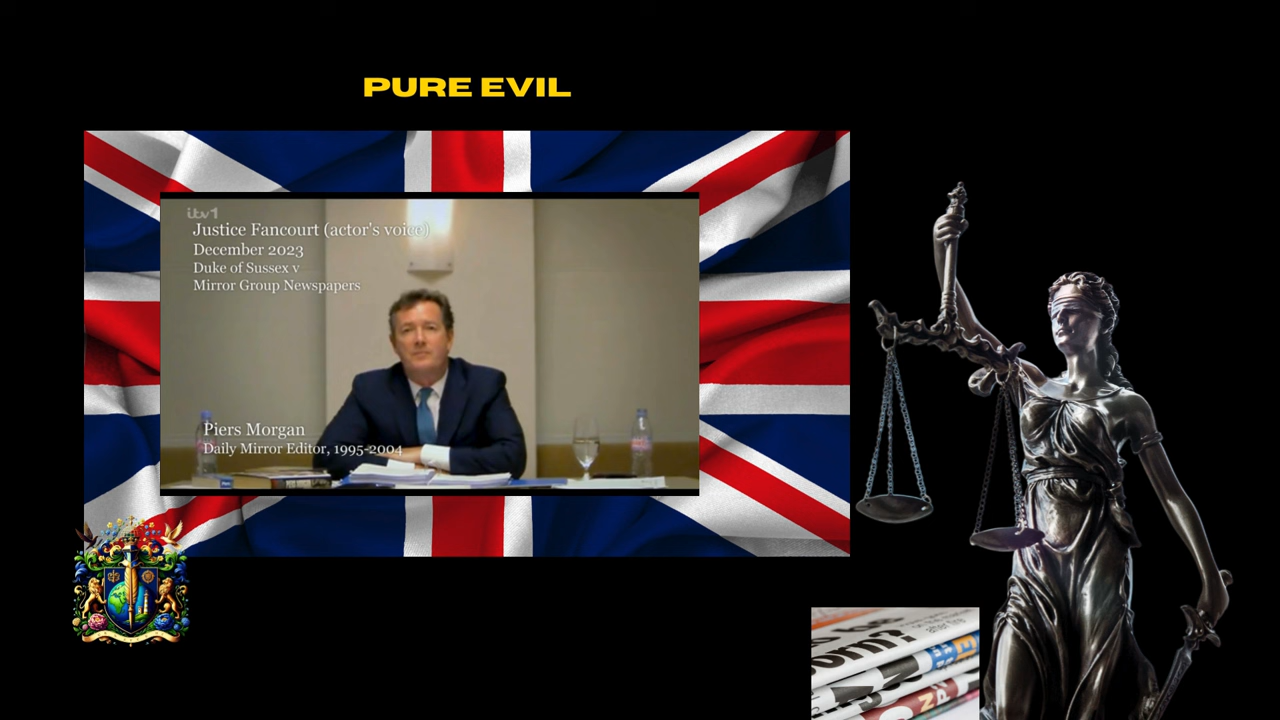 PURE EVIL
itv1
Justice Fancourt (actor's voice)
December 2023
Duke of Sussex v
Mirror Group Newspapers
Piers Morgan
Daily Mirror Editor, 1995-2004